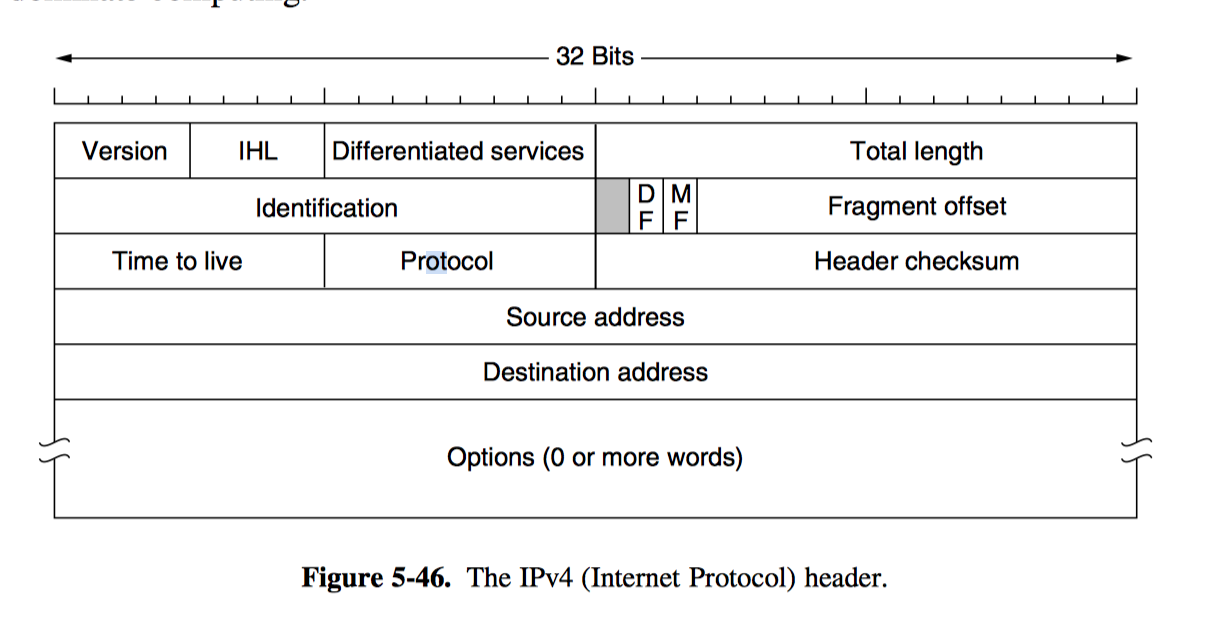 32 Bits
Version IHL Differentiated services Total length
Identification D F M F Fragment offset
Time to live Protocol Header checksum
Source address
Destination address
Options (0 or more words)
Figure 5-46. The IPv4 (Internet Protocol) header.